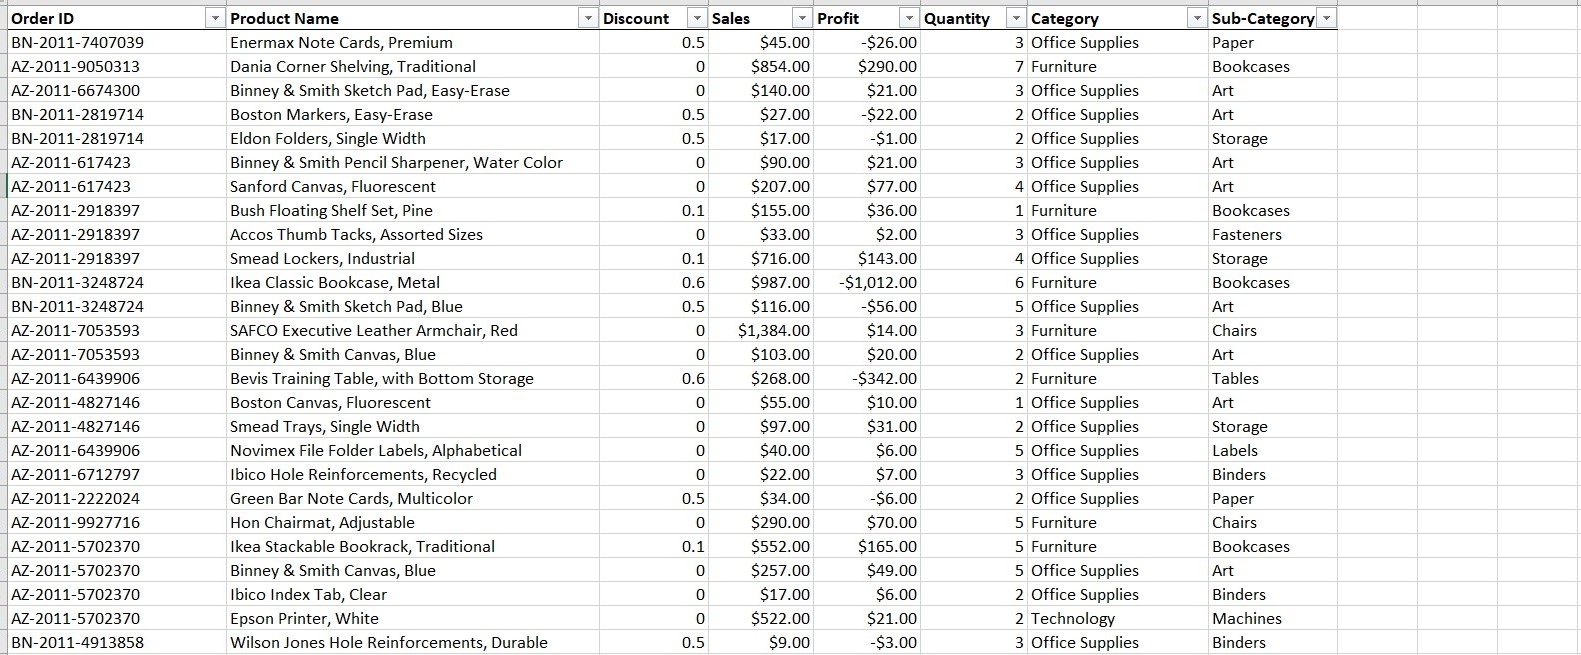 Order ID Product Name Discount Sales Profit Quantity Category Sub-Category
BN-2011-7407039 Enermax Note Cards, Premium 0.5 $45.00 -$26.00 3 Office Supplies Paper
AZ-2011-9050313 Dania Corner Shelving, Traditional 0 $854.00 $290.00 7 Furniture Bookcases
AZ-2011-6674300 Binney & Smith Sketch Pad, Easy-Erase 0 $140.00 $21.00 3 Office Supplies Art
BN-2011-2819714 Boston Markers, Easy-Erase 0.5 $27.00 -$22.00 2 Office Supplies Art
BN-2011-2819714 Eldon Folders, Single Width 0.5 $17.00 -$1.00 2 Office Supplies Storage
AZ-2011-617423 Binney & Smith Pencil Sharpener, Water Color 0 $90.00 $21.00 3 Office Supplies Art
AZ-2011-617423 Sanford Canvas, Fluorescent 0 $207.00 $77.00 4 Office Supplies Art
AZ-2011-2918397 Bush Floating Shelf Set, Pine 0.1 $155.00 $36.00 1 Furniture Bookcases
AZ-2011-2918397 Accos Thumb Tacks, Assorted Sizes 0 $33.00 $2.00 3 Office Supplies Fasteners
AZ-2011-2918397 Smead Lockers, Industrial 0.1 $716.00 $143.00 4 Office Supplies Storage
BN-2011-3248724 Ikea Classic Bookcase, Metal 0.6 $987.00 -$1,012.00 6 Furniture Bookcases
BN-2011-3248724 Binney & Smith Sketch Pad, Blue 0.5 $116.00 -$56.00 5 Office Supplies Art
AZ-2011-7053593 SAFCO Executive Leather Armchair, Red 0 $1,384.00 $14.00 3 Furniture Chairs
AZ-2011-7053593 Binney & Smith Canvas, Blue 0 $103.00 $20.00 2 Office Supplies Art
AZ-2011-6439906 Bevis Training Table, with Bottom Storage 0.6 $268.00 -$342.00 2 Furniture Tables
AZ-2011-4827146 Boston Canvas, Fluorescent 0 $55.00 $10.00 1 Office Supplies Art
AZ-2011-4827146 Smead Trays, Single Width 0 $97.00 $31.00 2 Office Supplies Storage
AZ-2011-6439906 Novimex File Folder Labels, Alphabetical 0 $40.00 $6.00 5 Office Supplies Labels
AZ-2011-6712797 Ibico Hole Reinforcements, Recycled 0 $22.00 $7.00 3 Office Supplies Binders
AZ-2011-2222024 Green Bar Note Cards, Multicolor 0.5 $34.00 -$6.00 2 Office Supplies Paper
AZ-2011-9927716 Hon Chairmat, Adjustable 0 $290.00 $70.00 5 Furniture Chairs
AZ-2011-5702370 Ikea Stackable Bookrack, Traditional 0.1 $552.00 $165.00 5 Furniture Bookcases
AZ-2011-5702370 Binney & Smith Canvas, Blue 0 $257.00 $49.00 5 Office Supplies Art
AZ-2011-5702370 Ibico Index Tab, Clear 0 $17.00 $6.00 2 Office Supplies Binders
AZ-2011-5702370 Epson Printer, White 0 $522.00 $21.00 2 Technology Machines
BN-2011-4913858 Wilson Jones Hole Reinforcements, Durable 0.5 $9.00 -$3.00 3 Office Supplies Binders